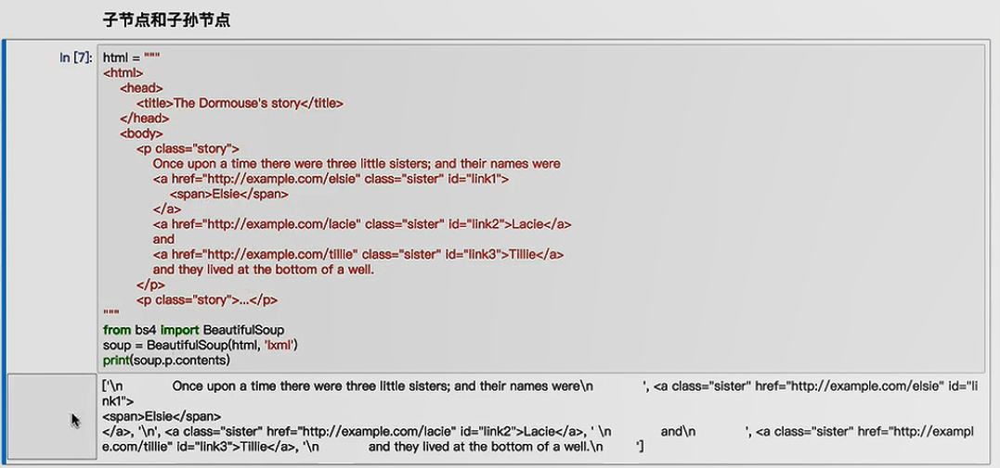 子节点和子孙节点
In [7]:
html = """
<html>
    <head>
        <title>The Dormouse's story</title>
    </head>
    <body>
        <p class="story">
            Once upon a time there were three little sisters; and their names were
            <a href="http://example.com/elsie" class="sister" id="link1">
                <span>Elsie</span>
            </a>
            <a href="http://example.com/lacie" class="sister" id="link2">Lacie</a>
            and
            <a href="http://example.com/tillie" class="sister" id="link3">Tillie</a>
            and they lived at the bottom of a well.
        </p>
        <p class="story">...</p>
"""
from bs4 import BeautifulSoup
soup = BeautifulSoup(html, 'lxml')
print(soup.p.contents)
['\n            Once upon a time there were three little sisters; and their names were\n            ', <a class="sister" href="http://example.com/elsie" id="li
nk1">
<span>Elsie</span>
</a>, '\n', <a class="sister" href="http://example.com/lacie" id="link2">Lacie</a>, ' \n            and\n            ', <a class="sister" href="http://exampl
e.com/tillie" id="link3">Tillie</a>, '\n            and they lived at the bottom of a well.\n        ']